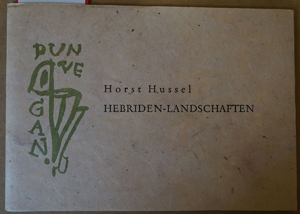 DUN
VE
GAN
Horst Hussel
HEBRIDEN-LANDSCHAFTEN